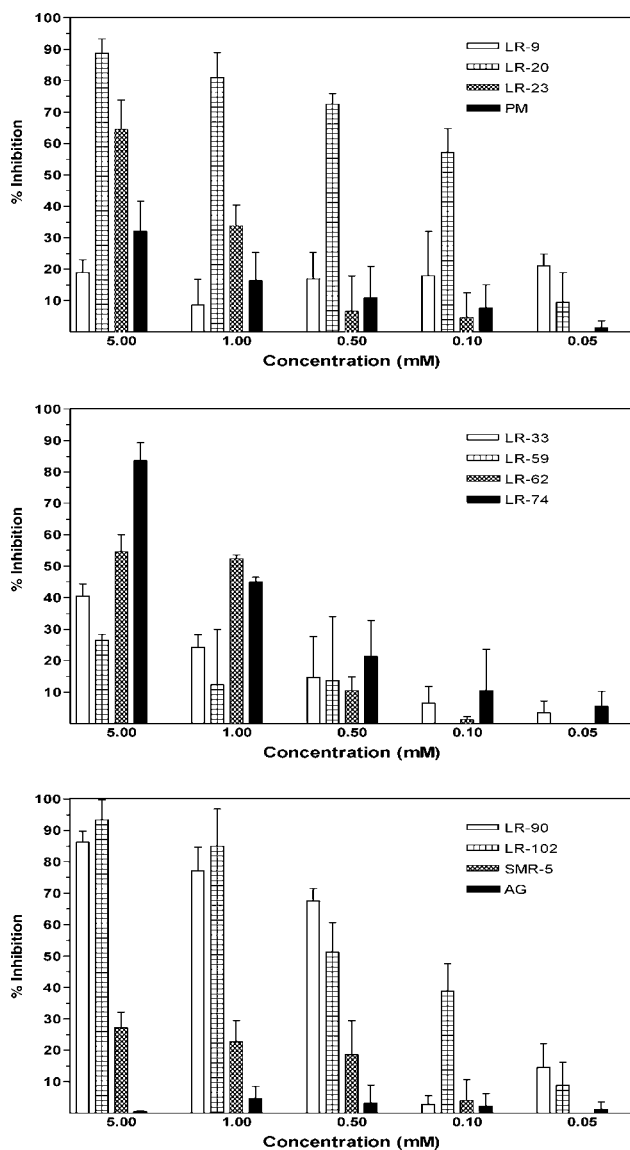 100
90
80
70
60
50
40
30
20
10
% Inhibition
LR-9
LR-20
LR-23
PM
5.00 1.00 0.50 0.10 0.05
Concentration (mM)
100
90
80
70
60
50
40
30
20
10
% Inhibition
LR-33
LR-59
LR-62
LR-74
5.00 1.00 0.50 0.10 0.05
Concentration (mM)
100
90
80
70
60
50
40
30
20
10
% Inhibition
LR-90
LR-102
SMR-5
AG
5.00 1.00 0.50 0.10 0.05
Concentration (mM)